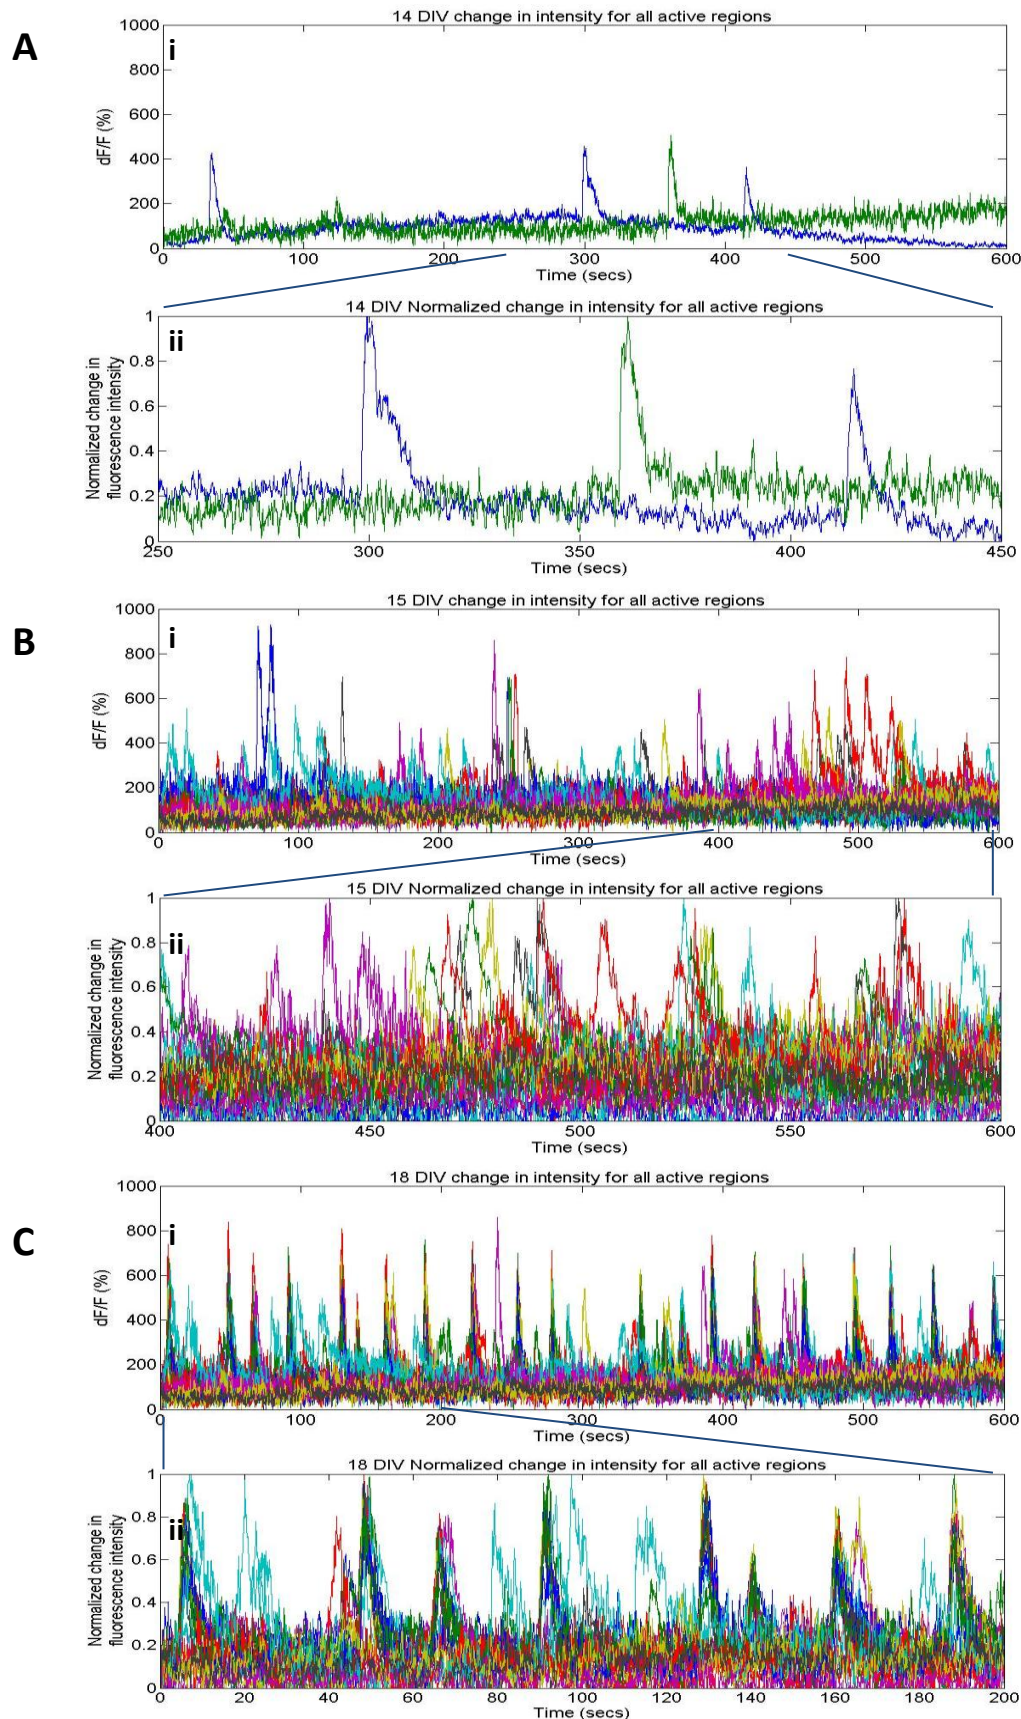 A
i
14 DIV change in intensity for all active regions
dF/F (%)
1000
800
600
400
200
0
0 100 200 300 400 500 600
Time (secs)
ii
14 DIV Normalized change in intensity for all active regions
Normalized change in
fluorescence intensity
1
0.8
0.6
0.4
0.2
0
250 300 350 400 450
Time (secs)
B
i
15 DIV change in intensity for all active regions
dF/F (%)
1000
800
600
400
200
0
0 100 200 300 400 500 600
Time (secs)
ii
15 DIV Normalized change in intensity for all active regions
Normalized change in
fluorescence intensity
1
0.8
0.6
0.4
0.2
0
400 450 500 550 600
Time (secs)
C
i
18 DIV change in intensity for all active regions
dF/F (%)
1000
800
600
400
200
0
0 100 200 300 400 500 600
Time (secs)
ii
18 DIV Normalized change in intensity for all active regions
Normalized change in
fluorescence intensity
1
0.8
0.6
0.4
0.2
0
0 20 40 60 80 100 120 140 160 180 200
Time (secs)